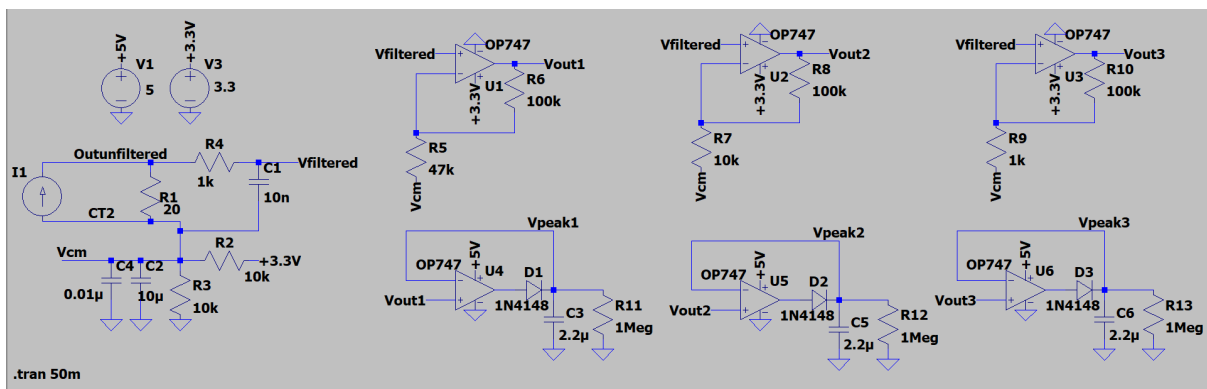 +5V
V1
5
+3.3V
V3
3.3
Outunfiltered
R4
1k
Vfiltered
C1
10n
I1
R1
20
CT2
Vcm
R2
10k
+3.3V
C4
0.01µ
C2
10µ
R3
10k
.tran 50m
Vfiltered
OP747
Vout1
U1
+3.3V
R6
100k
R5
47k
Vcm
Vfiltered
OP747
Vout2
U2
+3.3V
R8
100k
R7
10k
Vcm
Vfiltered
OP747
Vout3
U3
+3.3V
R10
100k
R9
1k
Vcm
Vpeak1
+5V
OP747
U4
D1
1N4148
Vout1
C3
2.2µ
R11
1Meg
Vpeak2
+5V
OP747
U5
D2
1N4148
Vout2
C5
2.2µ
R12
1Meg
Vpeak3
+5V
OP747
U6
D3
1N4148
Vout3
C6
2.2µ
R13
1Meg